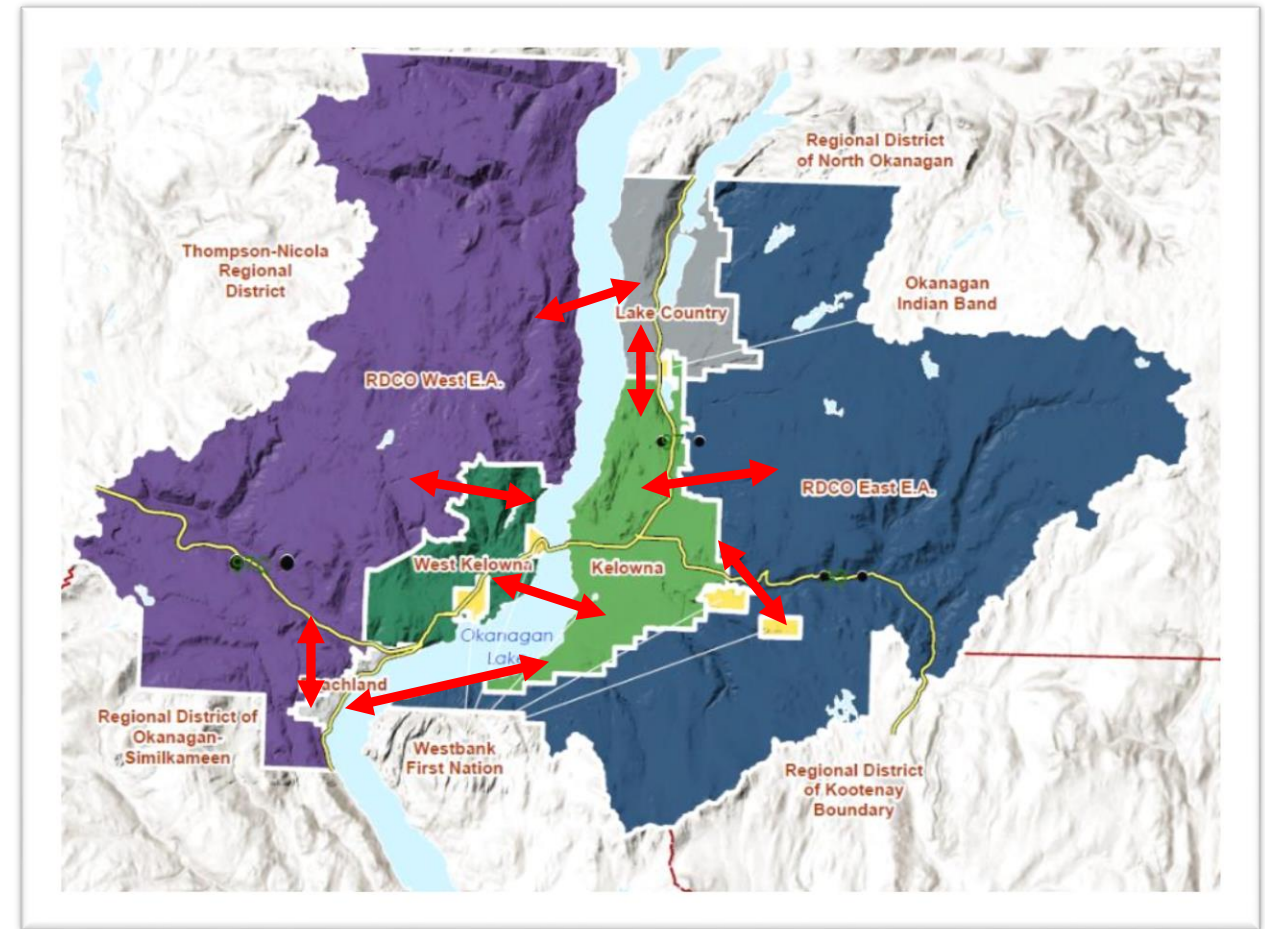 Regional District
of North Okanagan
Thompson-Nicola
Regional
District
Okanagan
Indian Band
Lake Country
RDCO West E.A.
RDCO East E.A.
West Kelowna
Kelowna
Okanagan
Lake
achland
Regional District of
Okanagan-
Similkameen
Westbank
First Nation
Regional District
of Kootenay
Boundary